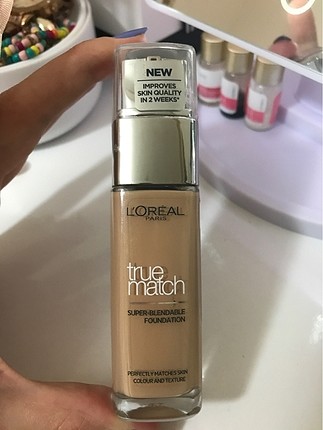 NEW
IMPROVES
SKIN QUALITY
IN 2 WEEKS*
L'ORÉAL
PARIS
true
match
SUPER-BLENDABLE
FOUNDATION
PERFECTLY MATCHES SKIN
COLOUR AND TEXTURE